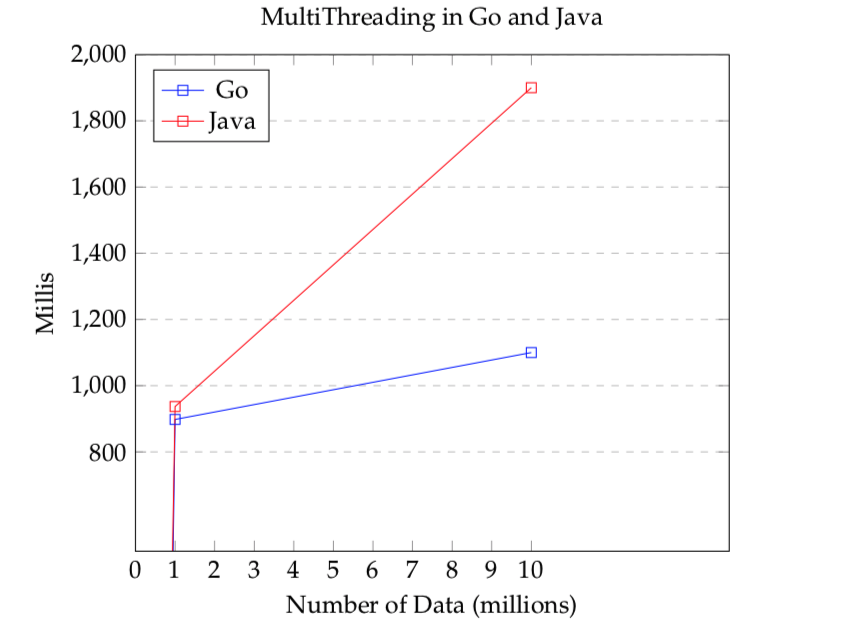 MultiThreading in Go and Java
2,000
1,800
1,600
1,400
1,200
1,000
800
Go
Java
Millis
0 1 2 3 4 5 6 7 8 9 10
Number of Data (millions)